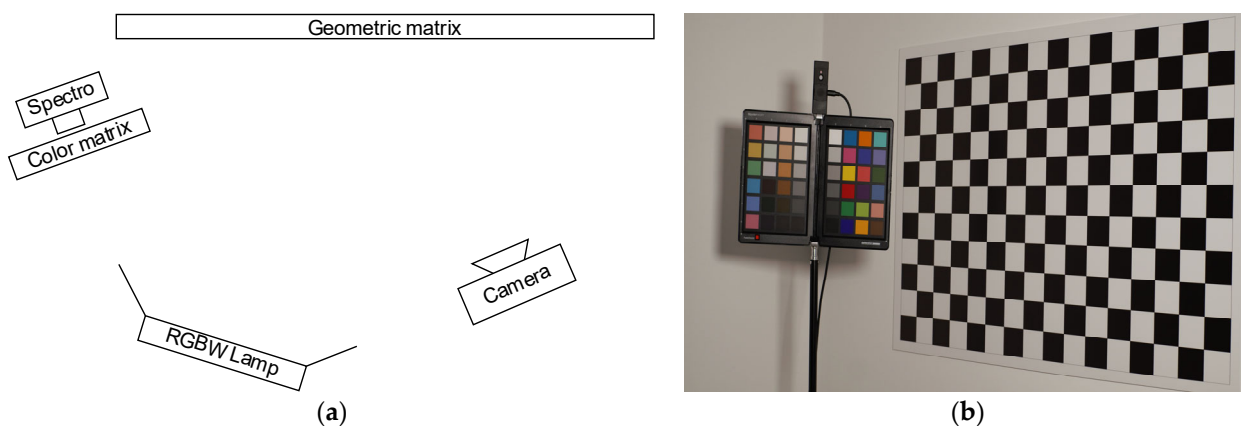 Geometric matrix
Spectro
Color matrix
Camera
RGBW Lamp
(a)
(b)